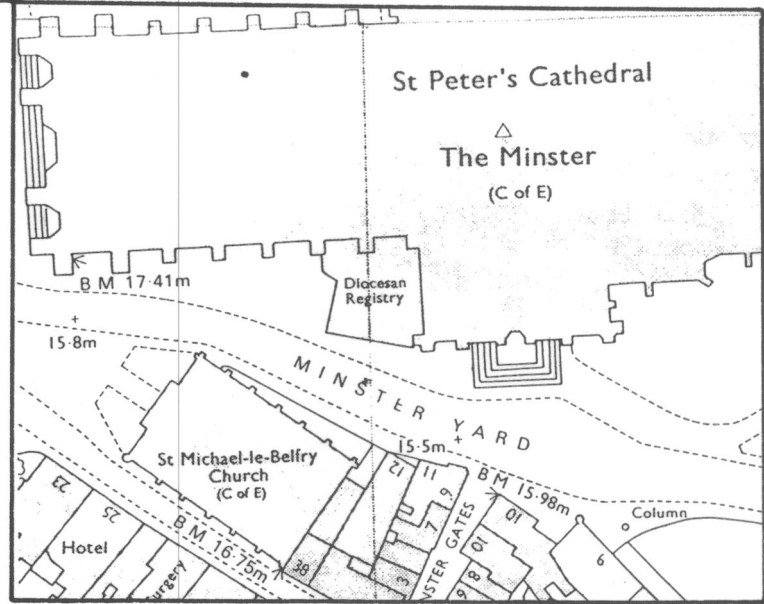 St Peter's Cathedral
The Minster
(C of E)
B M 17·41m
Diocesan
Registry
15·8m
MINSTER YARD
15·5m
St Michael-le-Belfry
Church
(C of E)
12
11
9
7
3
B M 15·98m
10
10
8
9
Column
6
NSTER GATES
23
25
Hotel
urgery
B M 16·75m
38